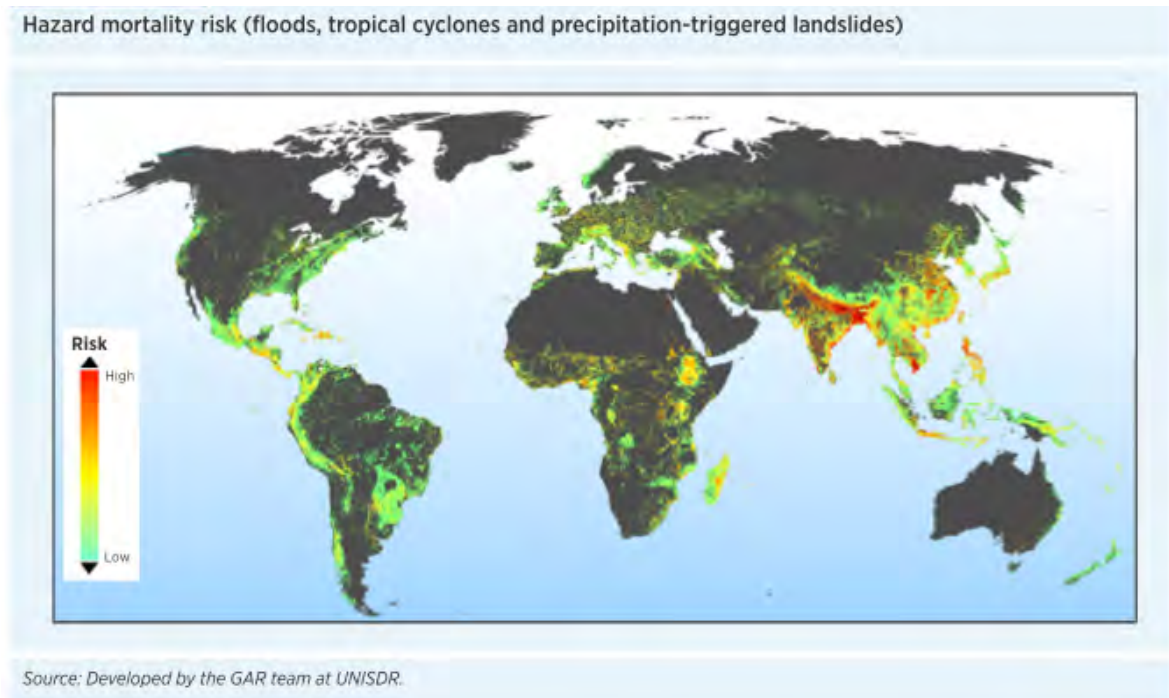 Hazard mortality risk (floods, tropical cyclones and precipitation-triggered landslides)
Risk
High
Low
Source: Developed by the GAR team at UNISDR.